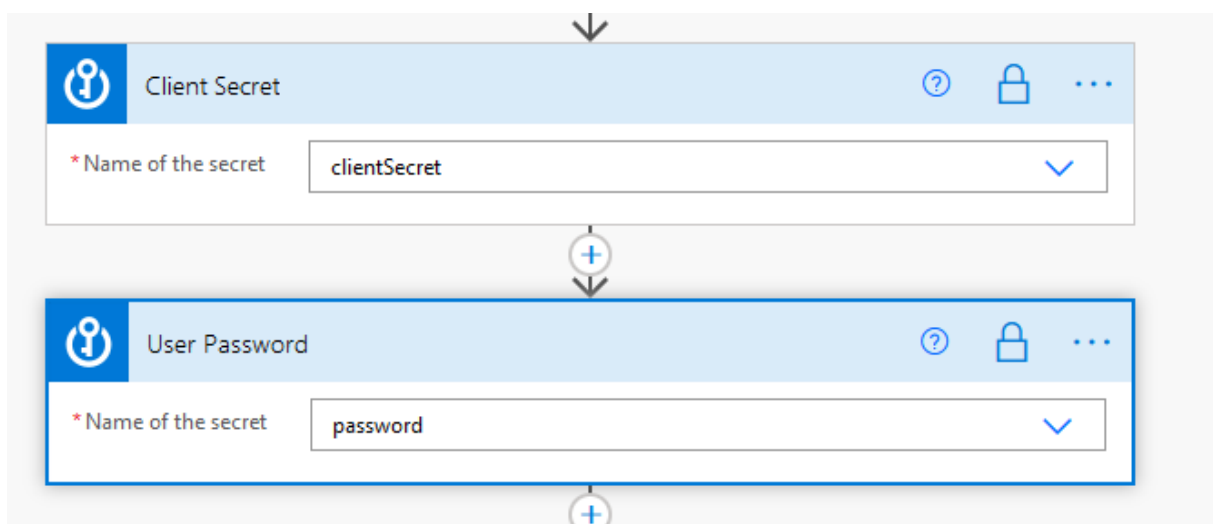 Client Secret
* Name of the secret
clientSecret
User Password
* Name of the secret
password